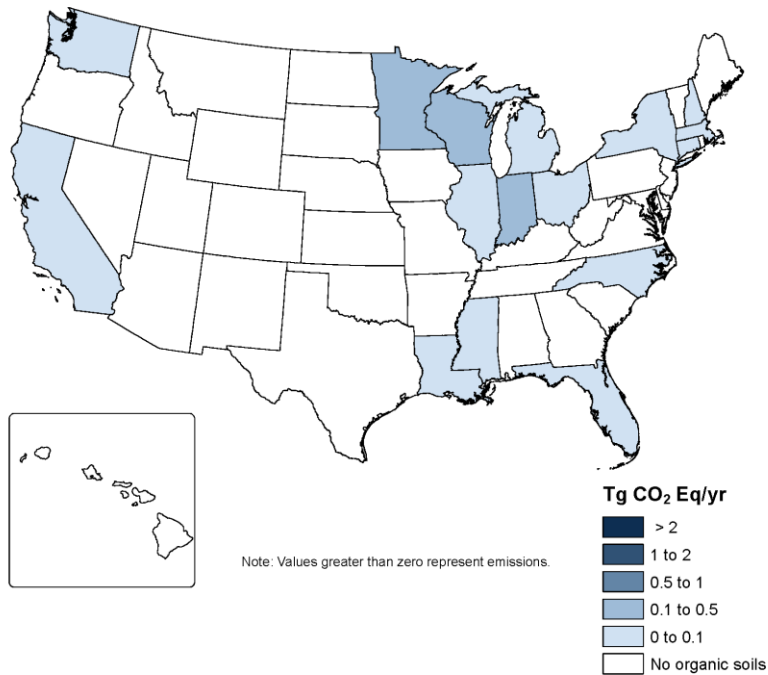 Note: Values greater than zero represent emissions.
Tg CO₂ Eq/yr
> 2
1 to 2
0.5 to 1
0.1 to 0.5
0 to 0.1
No organic soils